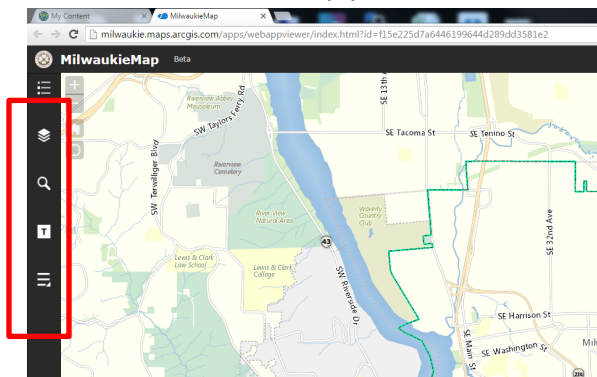 My Content
MilwaukieMap
milwaukie.maps.arcgis.com/apps/webappviewer/index.html?id=f15e225d7a6446199644d289dd3581e2
MilwaukieMap Beta
Riverview Abbey
Mausoleum
SW Taylors Ferry Rd
SE 13th A
SE Tacoma St
SE Tenino St
SW Terwilliger Blvd
Riverview
Cemetery
River View
Natural Area
Waverly
Country
Club
43
SE 32nd Ave
Lewis & Clark
Law School
Lewis & Clark
College
SW Riverside Dr
SE Harrison St
SE Main St
SE Washington St
Milw
224
T